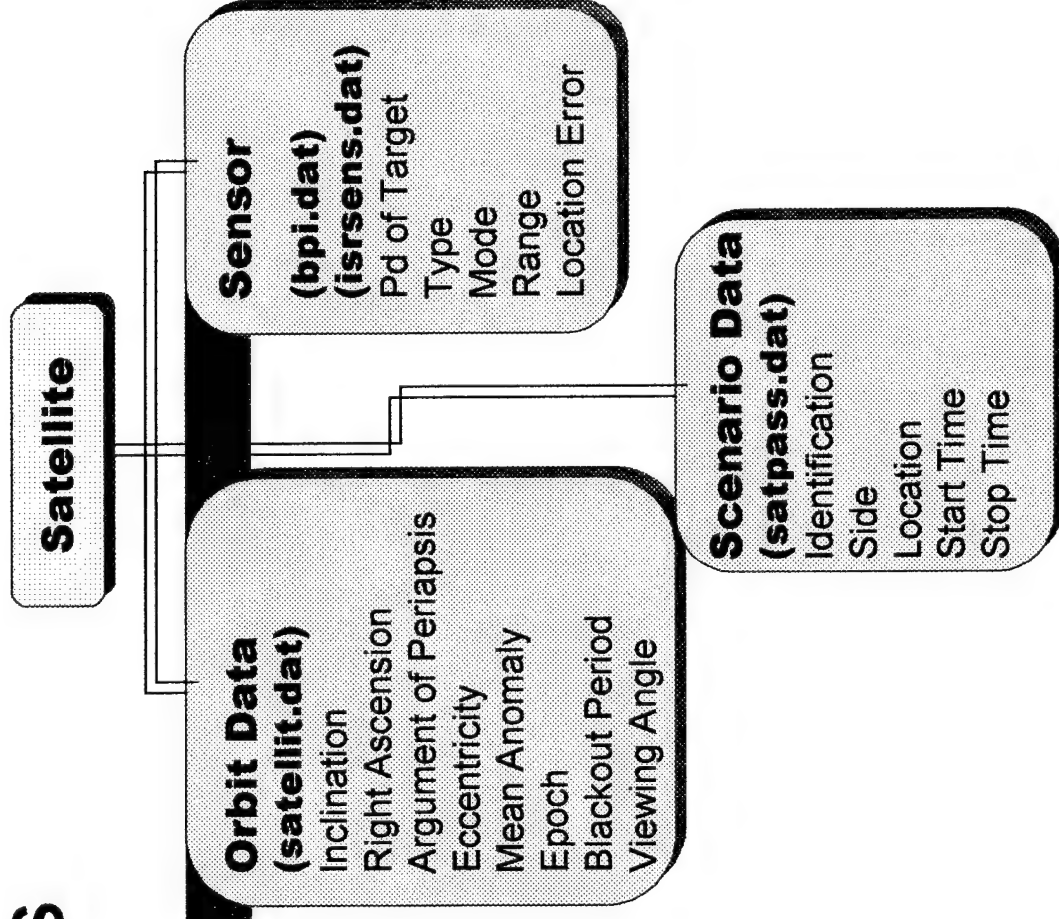 s
Satellite
Orbit Data
(satellit.dat)
Inclination
Right Ascension
Argument of Periapsis
Eccentricity
Mean Anomaly
Epoch
Blackout Period
Viewing Angle
Sensor
(bpi.dat)
(isrsens.dat)
Pd of Target
Type
Mode
Range
Location Error
Scenario Data
(satpass.dat)
Identification
Side
Location
Start Time
Stop Time